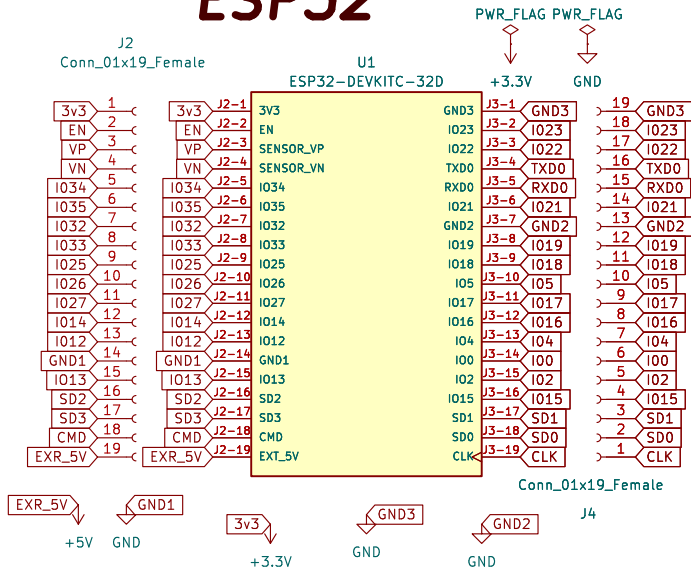 ESP32
PWR_FLAG PWR_FLAG
J2
Conn_01x19_Female
U1
ESP32-DEVKITC-32D
+3.3V
GND
3v3 1 3v3 J2-1 3V3 GND3 J3-1 GND3 19 GND3
EN 2 EN J2-2 EN IO23 J3-2 IO23 18 IO23
VP 3 VP J2-3 SENSOR_VP IO22 J3-3 IO22 17 IO22
VN 4 VN J2-4 SENSOR_VN TXD0 J3-4 TXD0 16 TXD0
IO34 5 IO34 J2-5 IO34 RXD0 J3-5 RXD0 15 RXD0
IO35 6 IO35 J2-6 IO35 IO21 J3-6 IO21 14 IO21
IO32 7 IO32 J2-7 IO32 GND2 J3-7 GND2 13 GND2
IO33 8 IO33 J2-8 IO33 IO19 J3-8 IO19 12 IO19
IO25 9 IO25 J2-9 IO25 IO18 J3-9 IO18 11 IO18
IO26 10 IO26 J2-10 IO26 IO5 J3-10 IO5 10 IO5
IO27 11 IO27 J2-11 IO27 IO17 J3-11 IO17 9 IO17
IO14 12 IO14 J2-12 IO14 IO16 J3-12 IO16 8 IO16
IO12 13 IO12 J2-13 IO12 IO4 J3-13 IO4 7 IO4
GND1 14 GND1 J2-14 GND1 IO0 J3-14 IO0 6 IO0
IO13 15 IO13 J2-15 IO13 IO2 J3-15 IO2 5 IO2
SD2 16 SD2 J2-16 SD2 IO15 J3-16 IO15 4 IO15
SD3 17 SD3 J2-17 SD3 SD1 J3-17 SD1 3 SD1
CMD 18 CMD J2-18 CMD SD0 J3-18 SD0 2 SD0
EXR_5V 19 EXR_5V J2-19 EXT_5V CLK J3-19 CLK 1 CLK
Conn_01x19_Female
J4
EXR_5V GND1 3v3 GND3 GND2
+5V GND +3.3V GND GND